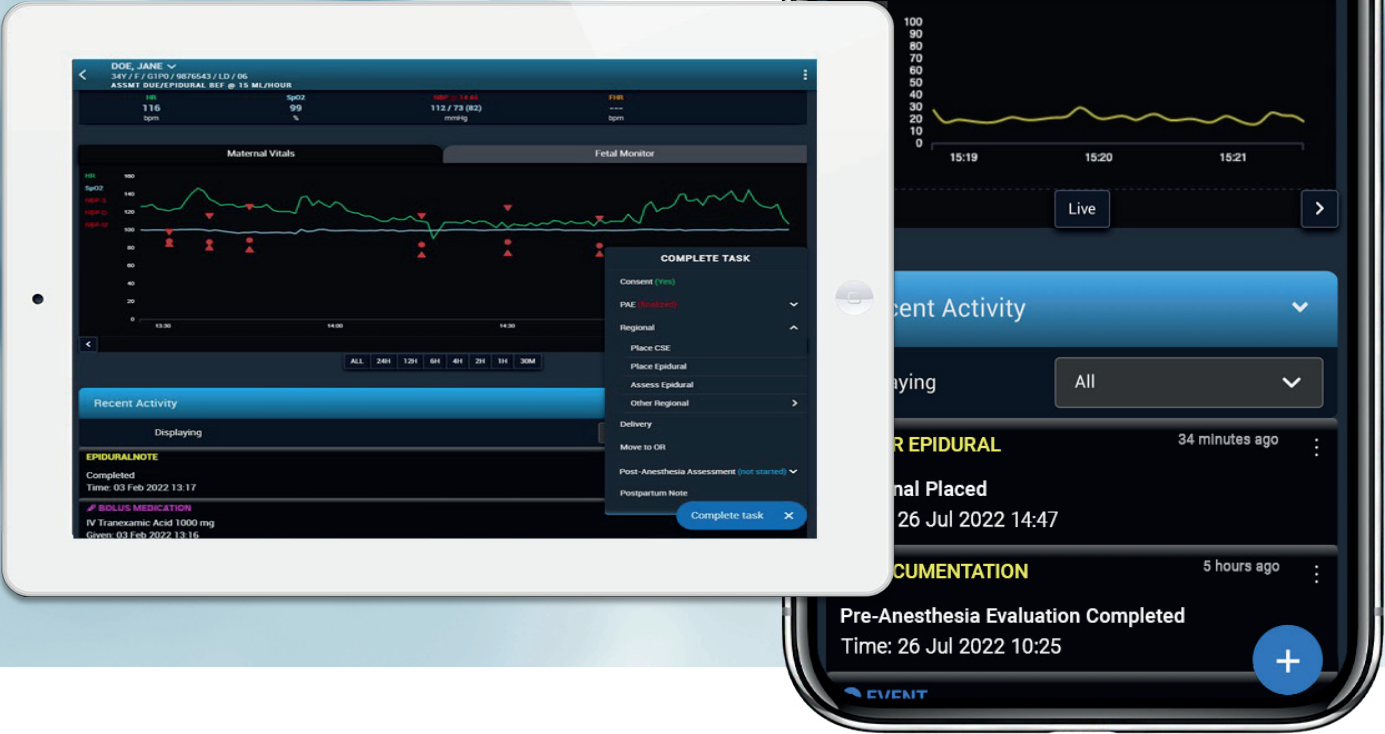 DOE, JANE
34Y / F / G1P0 / 9876543 / LD / 06
ASSMT DUE/EPIDURAL BEF @ 15 ML/HOUR
HR
116
bpm
SpO2
99
%
NBP @ 14:45
112 / 73 (82)
mmHg
FHR
---
bpm
Maternal Vitals
Fetal Monitor
HR
SpO2
NBP-S
NBP-D
NBP-M
160
140
120
100
80
60
40
20
0
13:30
14:00
14:30
ALL 24H 12H 6H 4H 2H 1H 30M
Recent Activity
Displaying
EPIDURALNOTE
Completed
Time: 03 Feb 2022 13:17
BOLUS MEDICATION
IV Tranexamic Acid 1000 mg
Given: 03 Feb 2022 13:16
COMPLETE TASK
Consent (Yes)
PAE (finalized)
Regional
Place CSE
Place Epidural
Assess Epidural
Other Regional
Delivery
Move to OR
Post-Anesthesia Assessment (not started)
Postpartum Note
Complete task
100
90
80
70
60
50
40
30
20
10
0
15:19
15:20
15:21
Live
cent Activity
aying
All
R EPIDURAL
34 minutes ago
nal Placed
26 Jul 2022 14:47
CUMENTATION
5 hours ago
Pre-Anesthesia Evaluation Completed
Time: 26 Jul 2022 10:25
EVENT